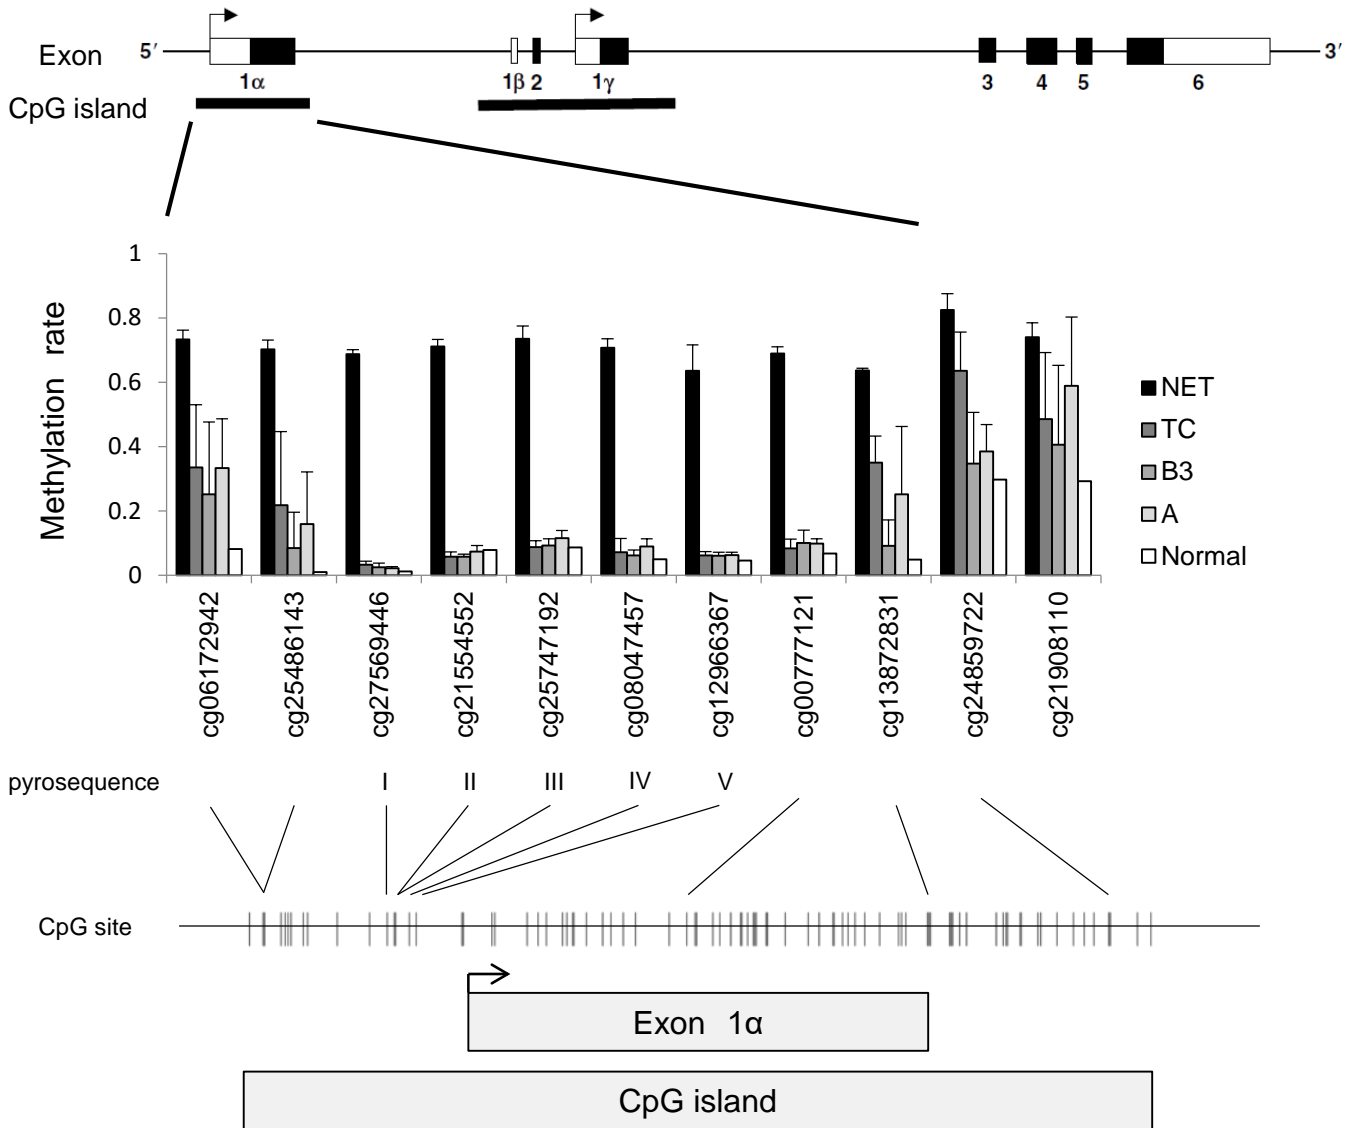 Exon 5′ 3′
1α 1β 2 1γ 3 4 5 6
CpG island
Methylation rate
1
0.8
0.6
0.4
0.2
0
NET
TC
B3
A
Normal
cg06172942
cg25486143
cg27569446
cg21554552
cg25747192
cg08047457
cg12966367
cg00777121
cg13872831
cg24859722
cg21908110
pyrosequence I II III IV V
CpG site
Exon 1α
CpG island